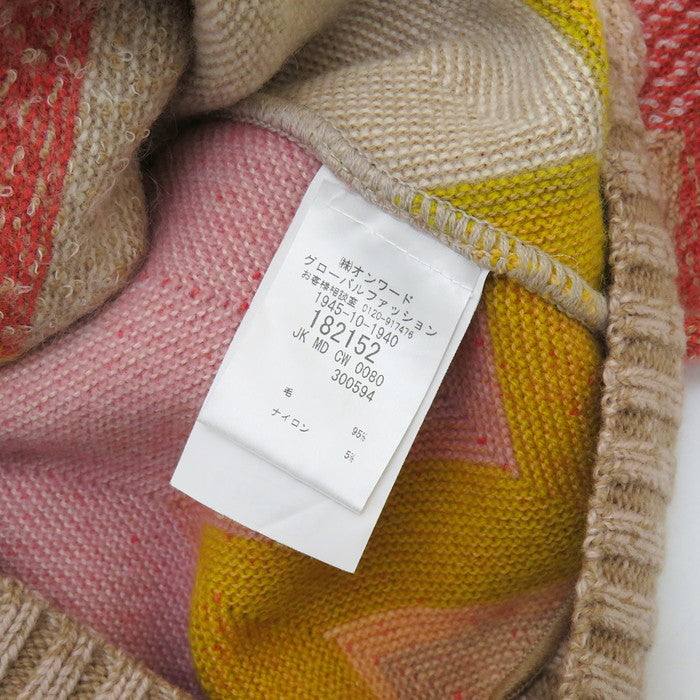 ㈱オンワード
グローバルファッション
お客様相談室 0120-917476
1945-10-1940
182152
JK MD CW 0080
300594
毛 95%
ナイロン 5%